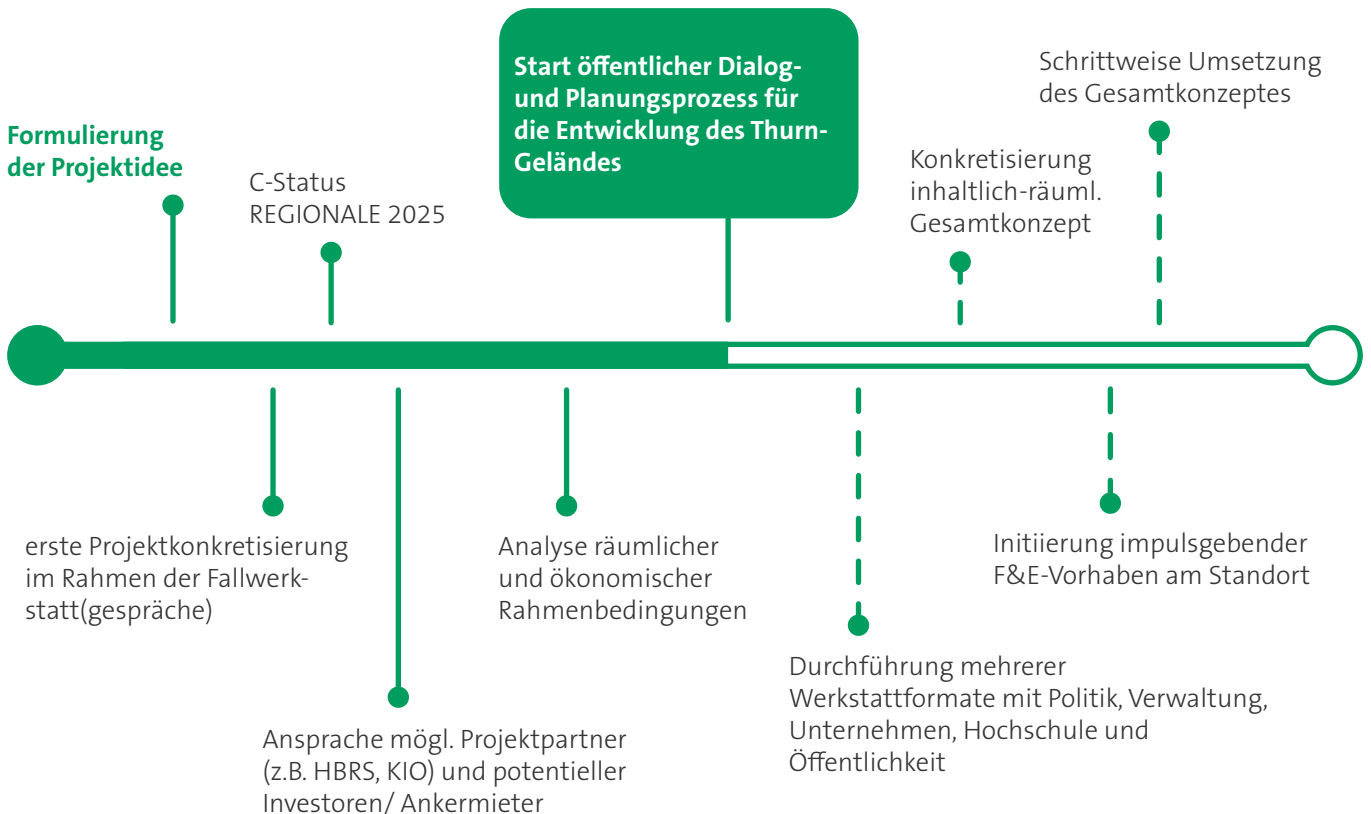 Formulierung
der Projektidee
C-Status
REGIONALE 2025
Start öffentlicher Dialog-
und Planungsprozess für
die Entwicklung des Thurn-
Geländes
Konkretisierung
inhaltlich-räuml.
Gesamtkonzept
Schrittweise Umsetzung
des Gesamtkonzeptes
erste Projektkonkretisierung
im Rahmen der Fallwerk-
statt(gespräche)
Ansprache mögl. Projektpartner
(z.B. HBRS, KIO) und potentieller
Investoren/ Ankermieter
Analyse räumlicher
und ökonomischer
Rahmenbedingungen
Durchführung mehrerer
Werkstattformate mit Politik, Verwaltung,
Unternehmen, Hochschule und
Öffentlichkeit
Initiierung impulsgebender
F&E-Vorhaben am Standort